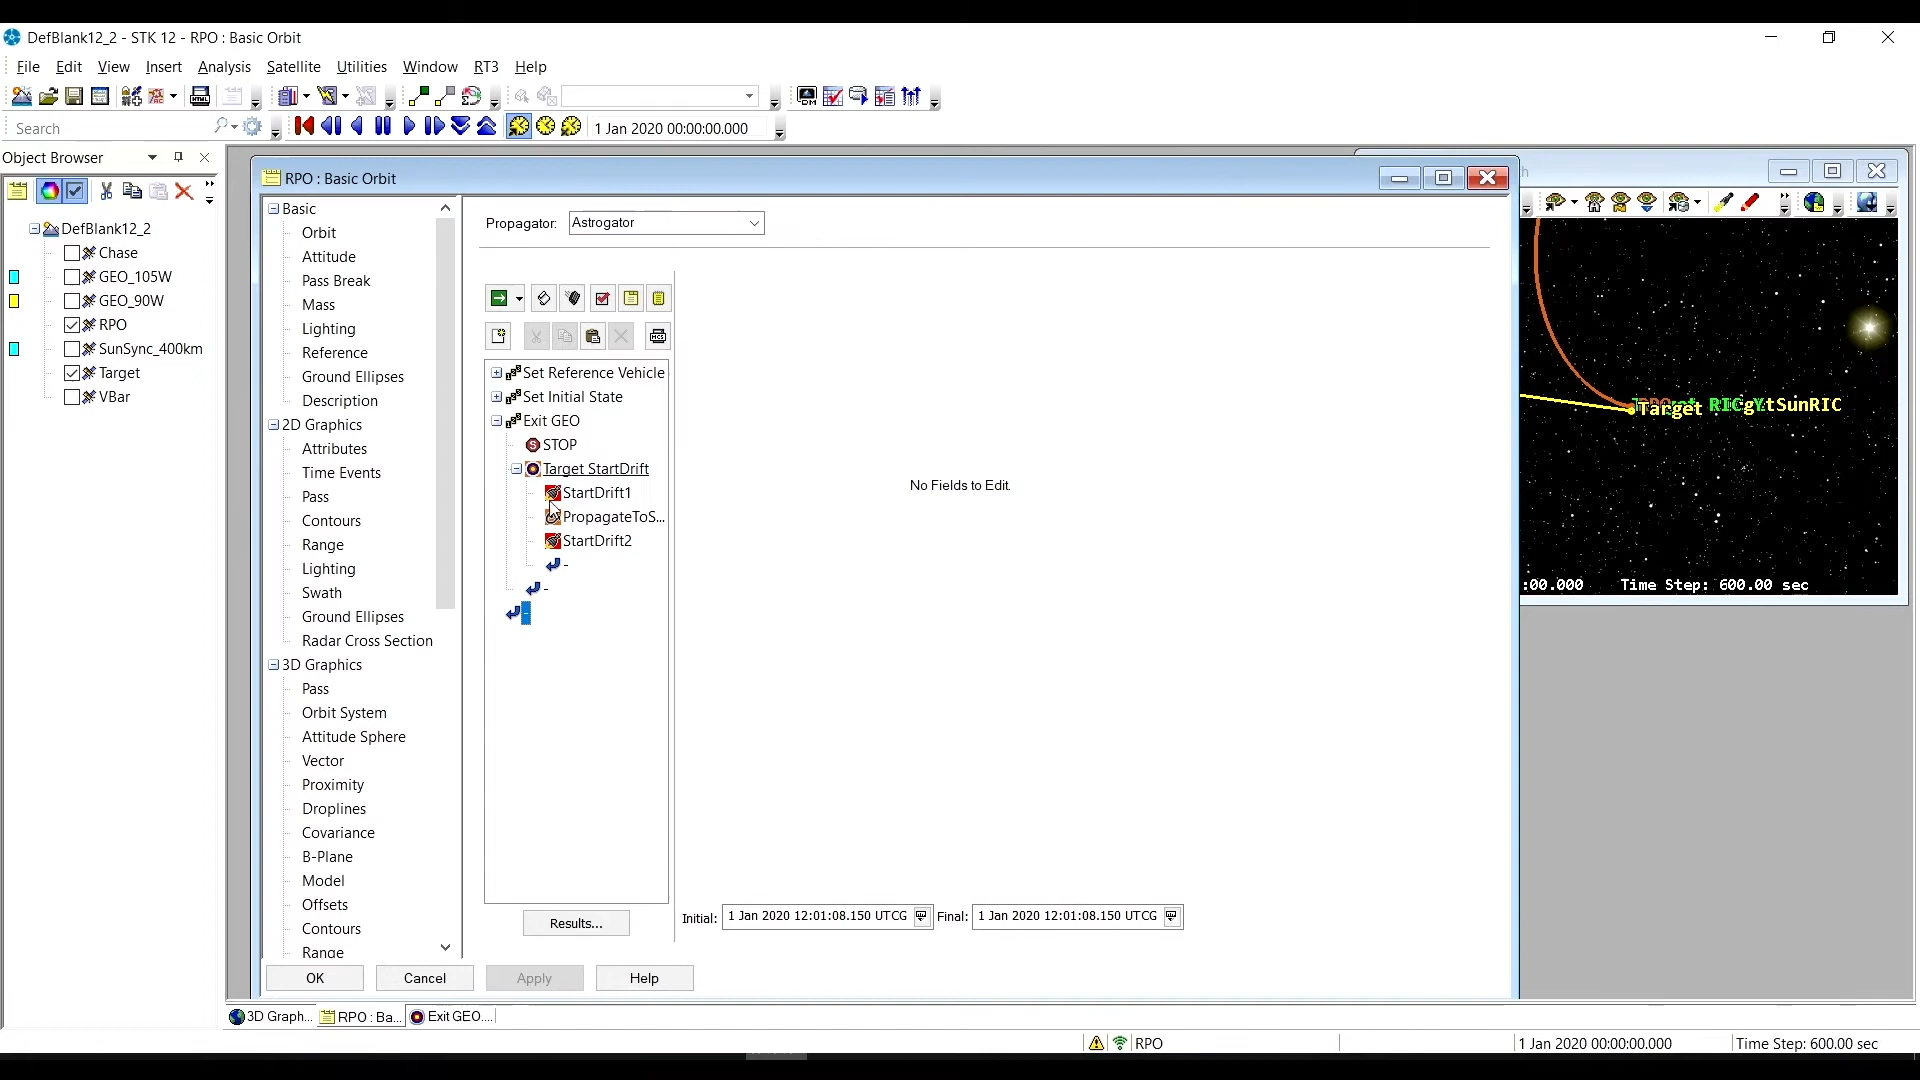 DefBlank12_2 - STK 12 - RPO : Basic Orbit
File Edit View Insert Analysis Satellite Utilities Window RT3 Help
Search
1 Jan 2020 00:00:00.000
Object Browser
DefBlank12_2
Chase
GEO_105W
GEO_90W
RPO
SunSync_400km
Target
VBar
RPO : Basic Orbit
Basic
Orbit
Attitude
Pass Break
Mass
Lighting
Reference
Ground Ellipses
Description
2D Graphics
Attributes
Time Events
Pass
Contours
Range
Lighting
Swath
Ground Ellipses
Radar Cross Section
3D Graphics
Pass
Orbit System
Attitude Sphere
Vector
Proximity
Droplines
Covariance
B-Plane
Model
Offsets
Contours
Range
Propagator: Astrogator
Set Reference Vehicle
Set Initial State
Exit GEO
STOP
Target StartDrift
StartDrift1
PropagateToS...
StartDrift2
-
-
-
No Fields to Edit.
Results...
Initial: 1 Jan 2020 12:01:08.150 UTCG Final: 1 Jan 2020 12:01:08.150 UTCG
OK Cancel Apply Help
Target
:00.000 Time Step: 600.00 sec
3D Graph... RPO : Ba... Exit GEO....
RPO 1 Jan 2020 00:00:00.000 Time Step: 600.00 sec